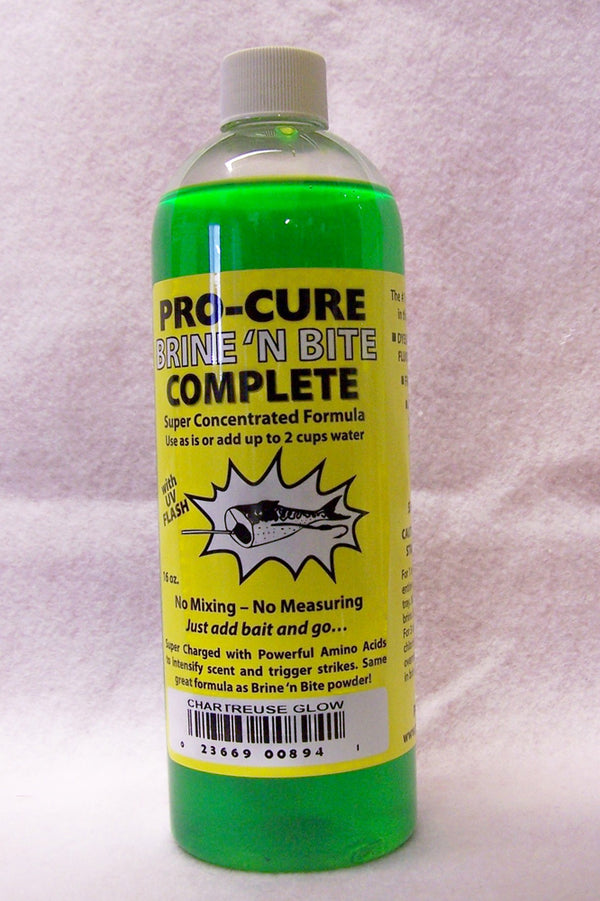 PRO-CURE
BRINE 'N BITE
COMPLETE
Super Concentrated Formula
Use as is or add up to 2 cups water
with
UV
FLASH
16 oz.
No Mixing – No Measuring
Just add bait and go...
Super Charged with Powerful Amino Acids
to intensify scent and trigger strikes. Same
great formula as Brine 'n Bite powder!
CHARTREUSE GLOW
0 23669 00894 1
The